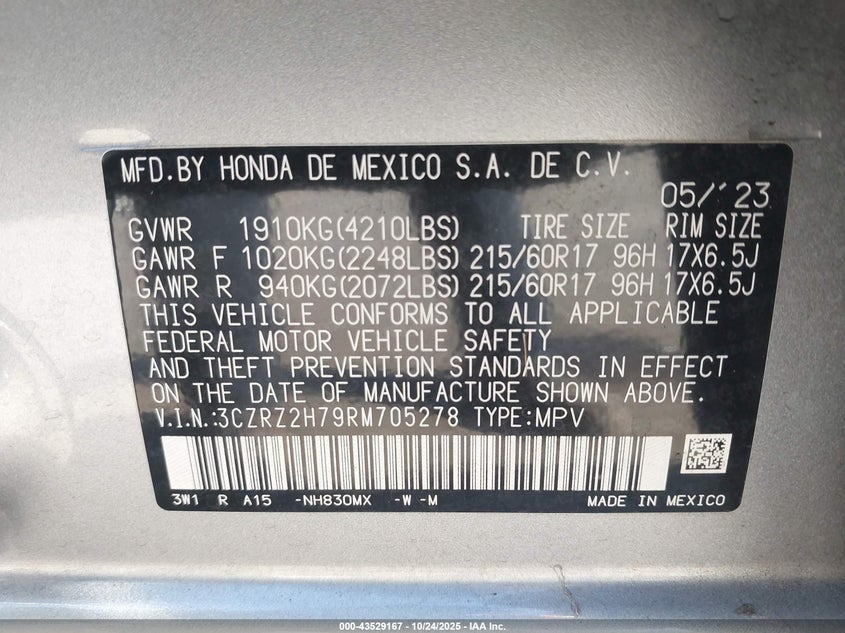 MFD.BY HONDA DE MEXICO S.A. DE C.V.
05/'23
GVWR 1910KG(4210LBS) TIRE SIZE RIM SIZE
GAWR F 1020KG(2248LBS) 215/60R17 96H 17X6.5J
GAWR R 940KG(2072LBS) 215/60R17 96H 17X6.5J
THIS VEHICLE CONFORMS TO ALL APPLICABLE
FEDERAL MOTOR VEHICLE SAFETY
AND THEFT PREVENTION STANDARDS IN EFFECT
ON THE DATE OF MANUFACTURE SHOWN ABOVE.
V.I.N.:3CZRZ2H79RM705278 TYPE:MPV
3W1 R A15 -NH830MX -W -M MADE IN MEXICO
000-43529167 - 10/24/2025 - IAA Inc.